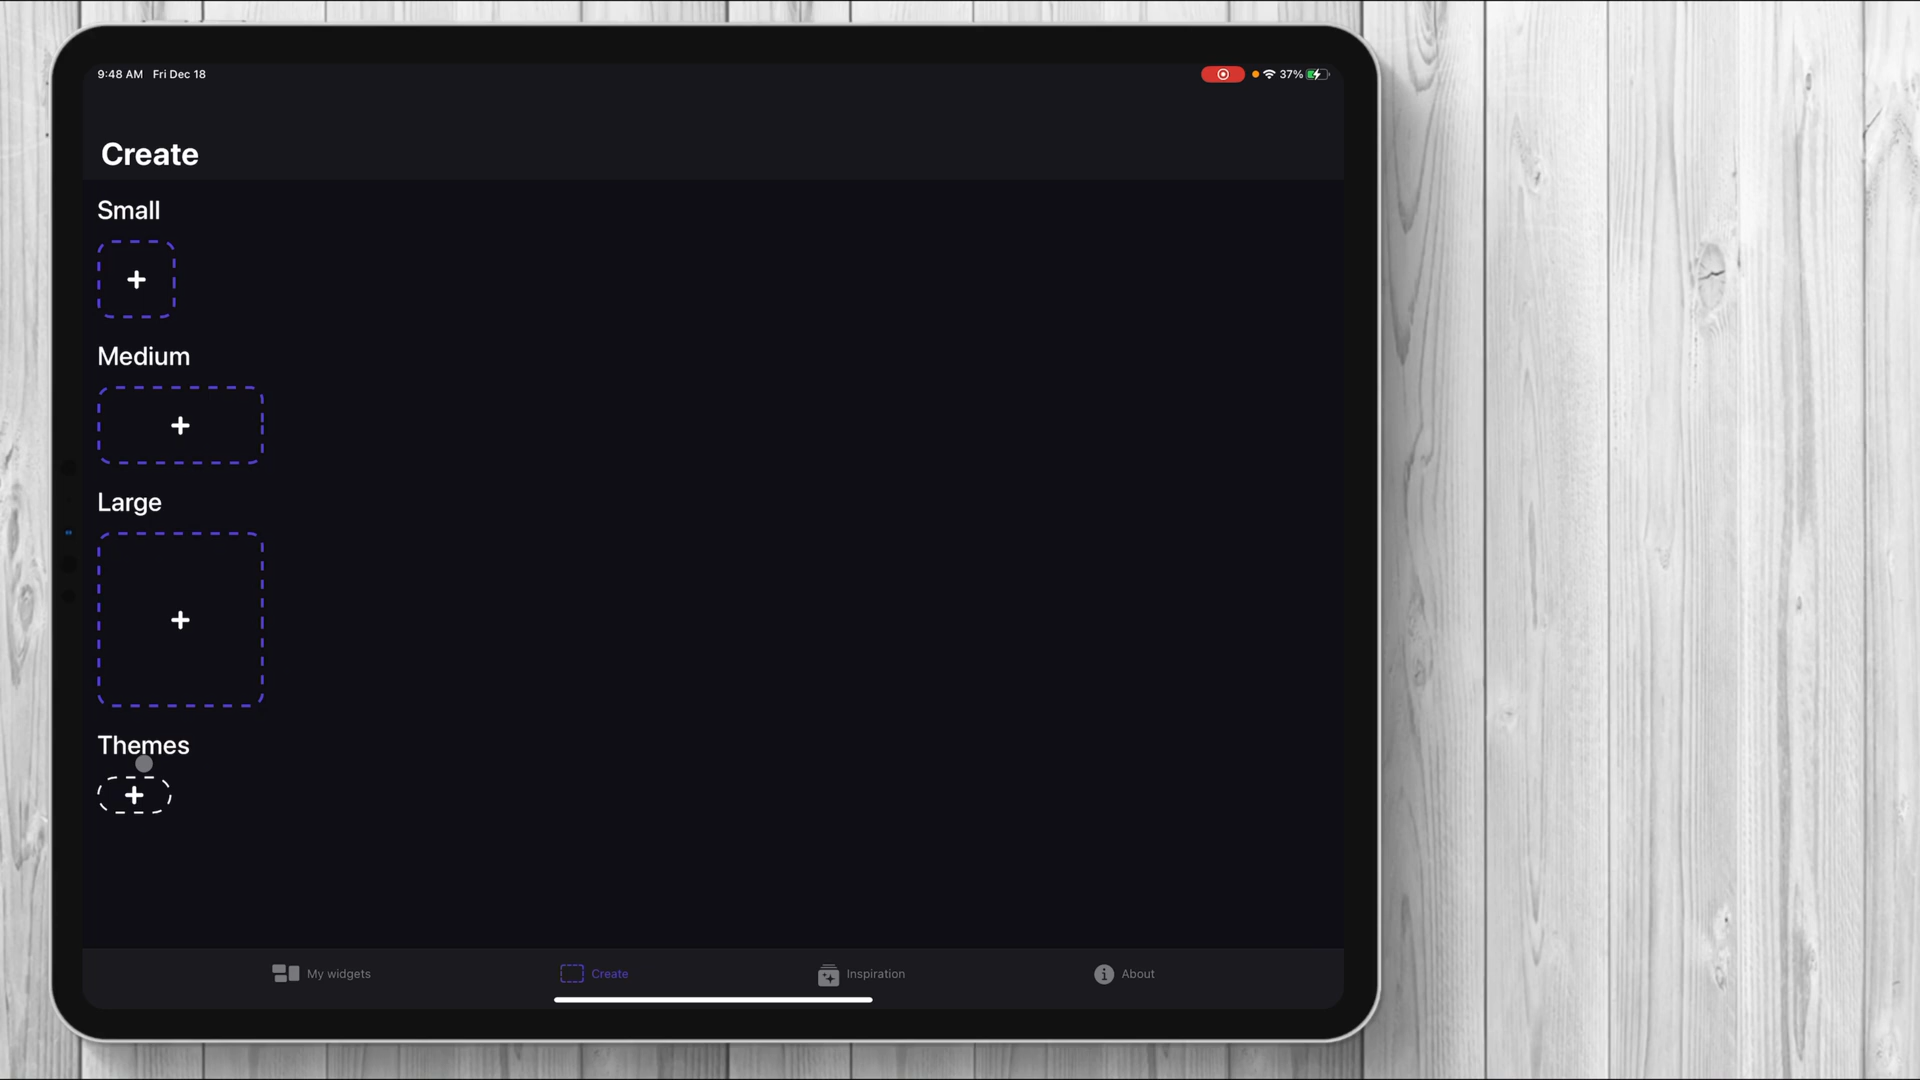 9:48 AM Fri Dec 18
37%
Create
Small
Medium
Large
Themes
My widgets
Create
Inspiration
About